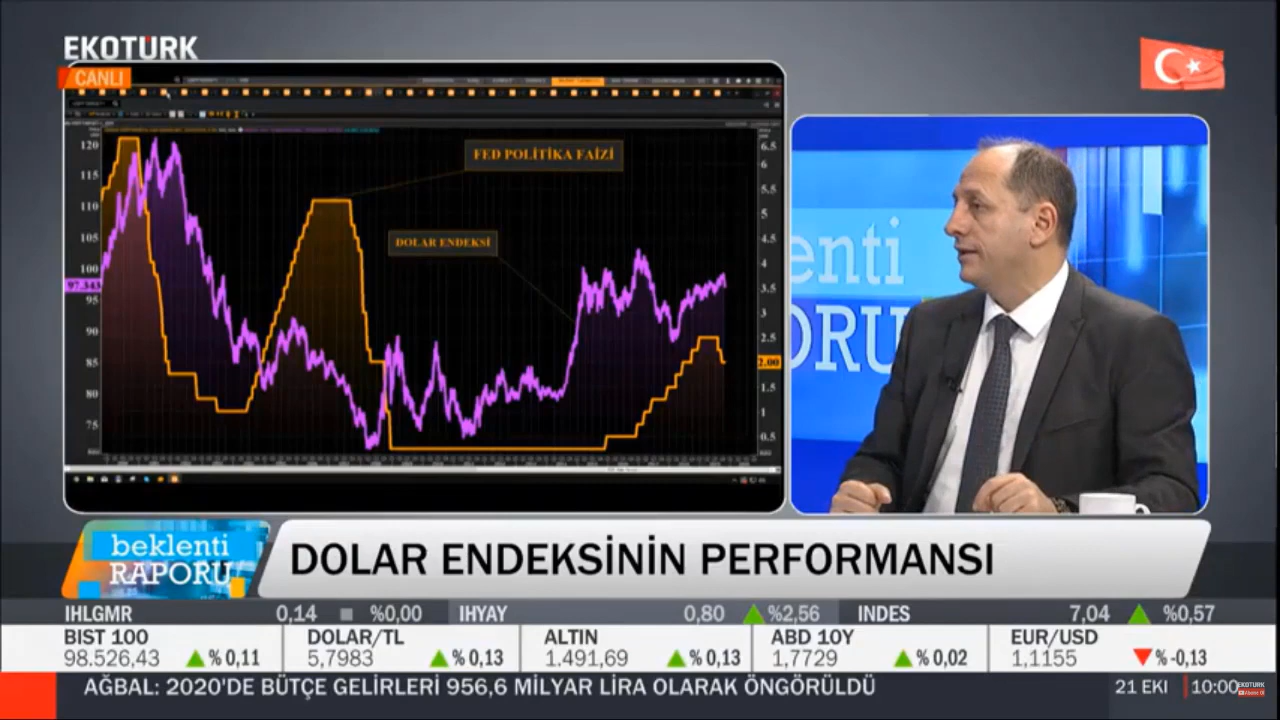 EKOTÜRK
CANLI
FED POLİTİKA FAİZİ
DOLAR ENDEKSİ
120
115
110
105
100
97.343
95
90
85
80
75
6.5
6
5.5
5
4.5
4
3.5
3
2.5
2.00
1.5
1
0.5
enti
ORU
beklenti
RAPORU
DOLAR ENDEKSİNİN PERFORMANSI
IHLGMR 0,14 %0,00 IHYAY 0,80 %2,56 INDES 7,04 %0,57
BIST 100 DOLAR/TL ALTIN ABD 10Y EUR/USD
98.526,43 % 0,11 5,7983 % 0,13 1.491,69 % 0,13 1,7729 % 0,02 1,1155 % -0,13
AĞBAL: 2020'DE BÜTÇE GELİRLERİ 956,6 MİLYAR LİRA OLARAK ÖNGÖRÜLDÜ
21 EKI 10:00
EKOTÜRK